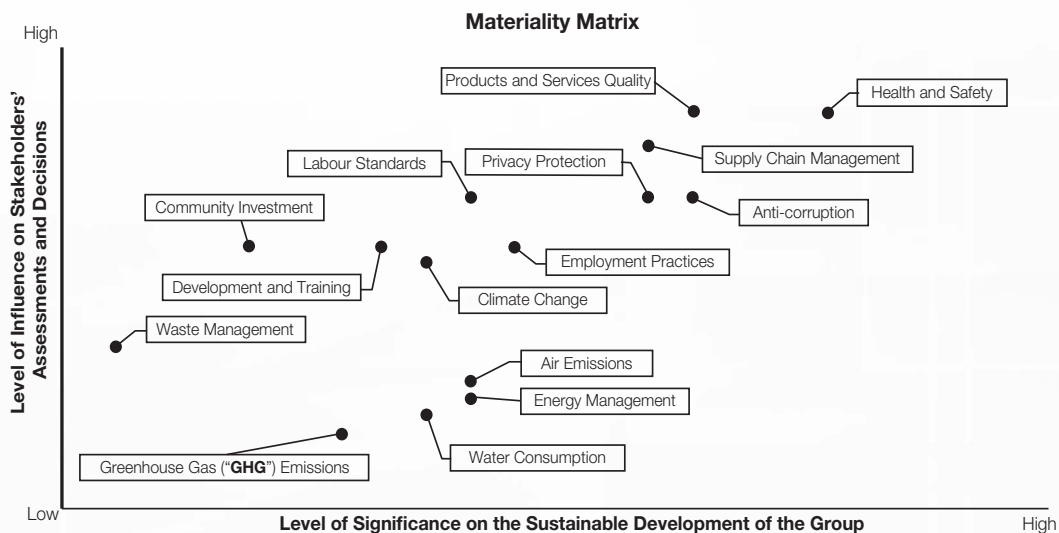 Materiality Matrix
High
Level of Influence on Stakeholders’
Assessments and Decisions
Products and Services Quality
Health and Safety
Labour Standards
Privacy Protection
Supply Chain Management
Community Investment
Anti-corruption
Development and Training
Employment Practices
Climate Change
Waste Management
Air Emissions
Energy Management
Greenhouse Gas (“GHG”) Emissions
Water Consumption
Low
Level of Significance on the Sustainable Development of the Group
High